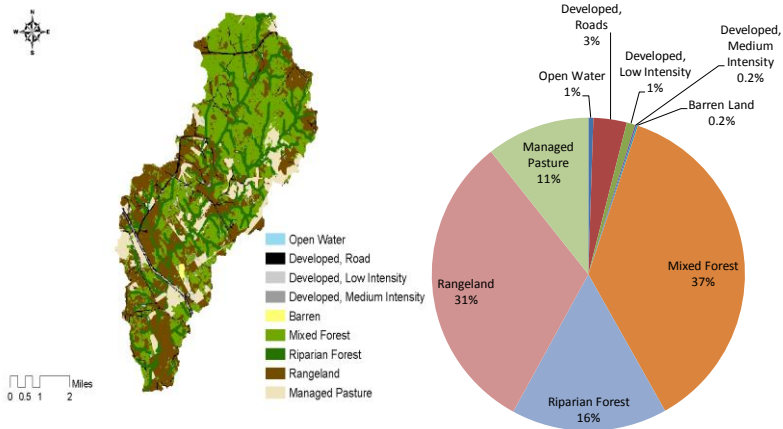 N
W
E
S
Open Water
Developed, Road
Developed, Low Intensity
Developed, Medium Intensity
Barren
Mixed Forest
Riparian Forest
Rangeland
Managed Pasture
Miles
0 0.5 1 2
Open Water
1%
Developed,
Roads
3%
Developed,
Low Intensity
1%
Developed,
Medium
Intensity
0.2%
Barren Land
0.2%
Mixed Forest
37%
Riparian Forest
16%
Rangeland
31%
Managed
Pasture
11%